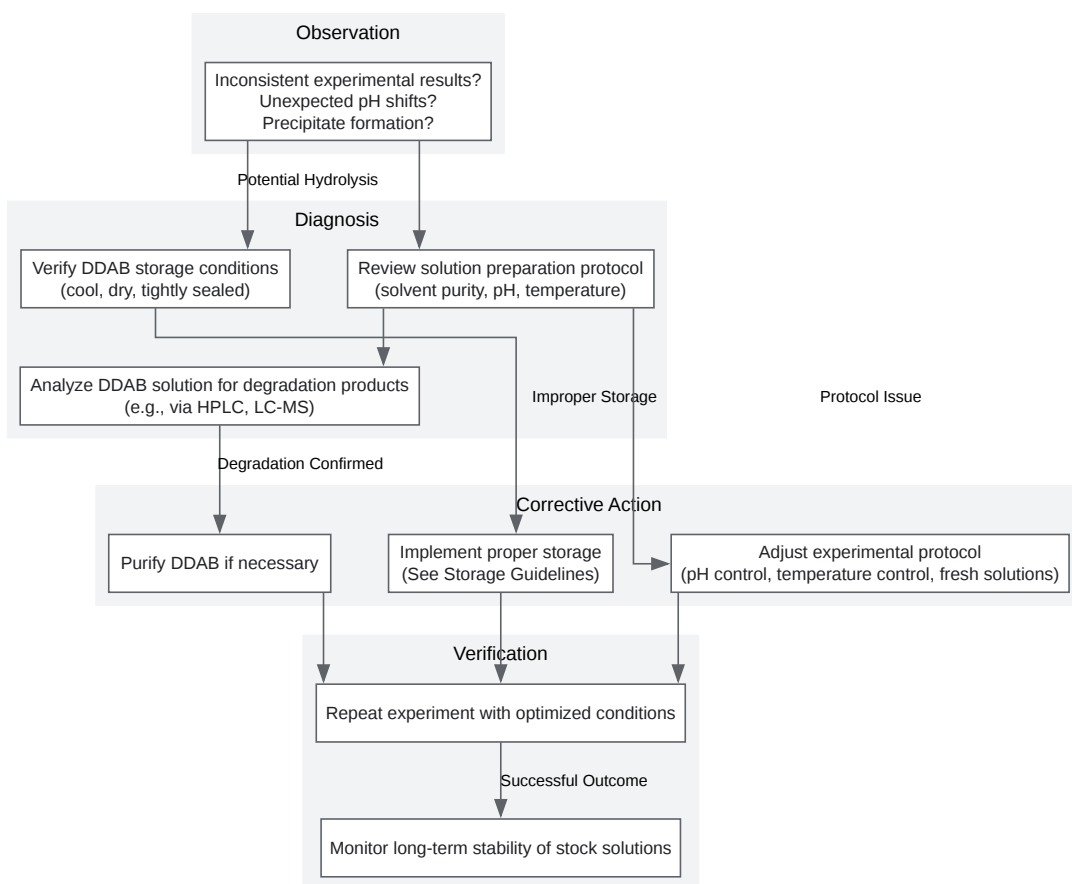 Observation
Inconsistent experimental results?
Unexpected pH shifts?
Precipitate formation?
Potential Hydrolysis
Diagnosis
Verify DDAB storage conditions
(cool, dry, tightly sealed)
Review solution preparation protocol
(solvent purity, pH, temperature)
Analyze DDAB solution for degradation products
(e.g., via HPLC, LC-MS)
Improper Storage
Protocol Issue
Degradation Confirmed
Corrective Action
Purify DDAB if necessary
Implement proper storage
(See Storage Guidelines)
Adjust experimental protocol
(pH control, temperature control, fresh solutions)
Verification
Repeat experiment with optimized conditions
Successful Outcome
Monitor long-term stability of stock solutions